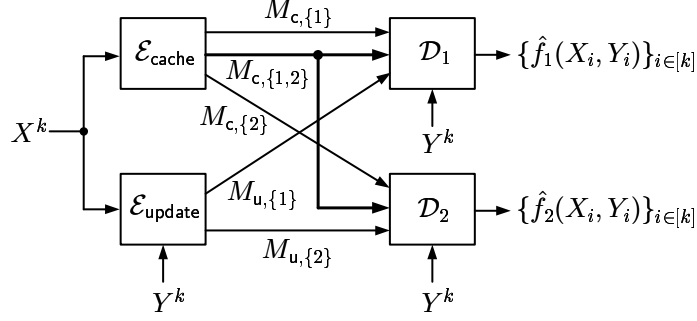 M_{c,{1}}
ℰ_cache 𝒟_1 {f̂_1(X_i, Y_i)}_{i∈[k]}
M_{c,{1,2}}
M_{c,{2}}
X^k Y^k
ℰ_update M_{u,{1}} 𝒟_2 {f̂_2(X_i, Y_i)}_{i∈[k]}
M_{u,{2}}
Y^k Y^k